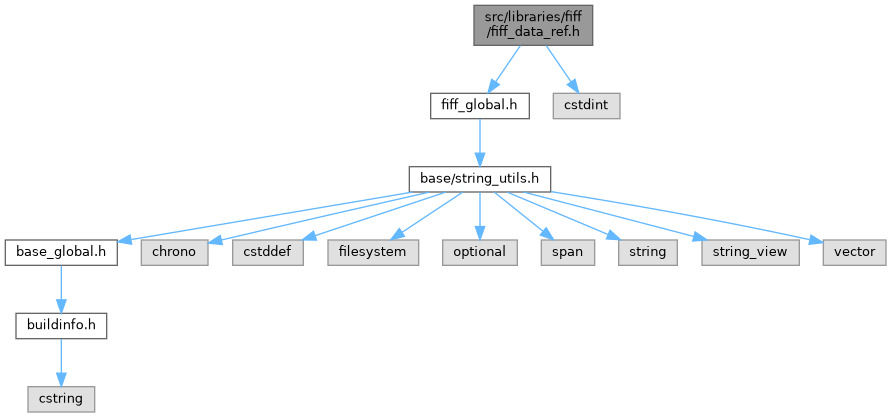 src/libraries/fiff
/fiff_data_ref.h
fiff_global.h
cstdint
base/string_utils.h
base_global.h
chrono
cstddef
filesystem
optional
span
string
string_view
vector
buildinfo.h
cstring